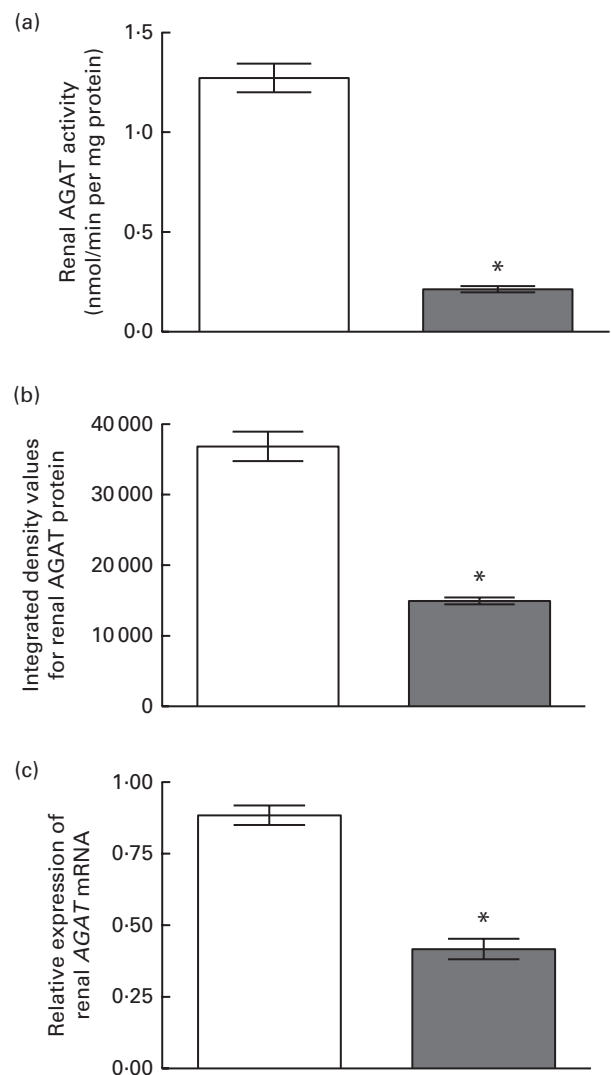 (a)
Renal AGAT activity
(nmol/min per mg protein)
1·5
1·0
0·5
0·0
*
(b)
Integrated density values
for renal AGAT protein
40 000
30 000
20 000
10 000
0
*
(c)
Relative expression of
renal AGAT mRNA
1·00
0·75
0·50
0·25
0·00
*